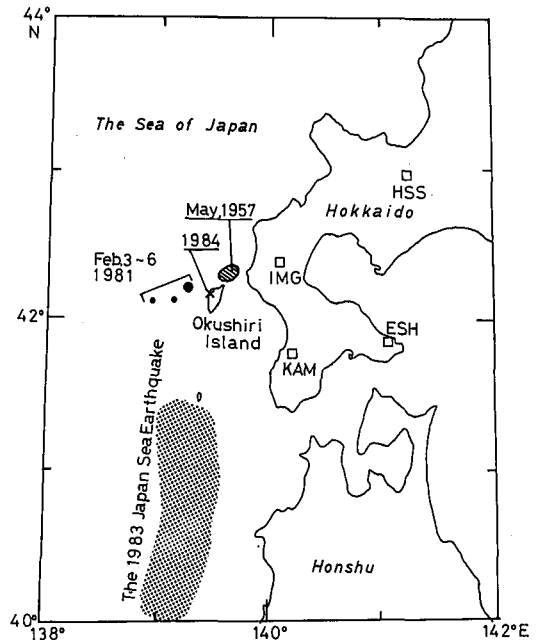 44°
N
The Sea of Japan
HSS
Hokkaido
May,1957
1984
Feb.3~6
1981
IMG
42°
Okushiri
Island
ESH
KAM
The 1983 Japan Sea Earthquake
Honshu
40°
138°
140°
142°E